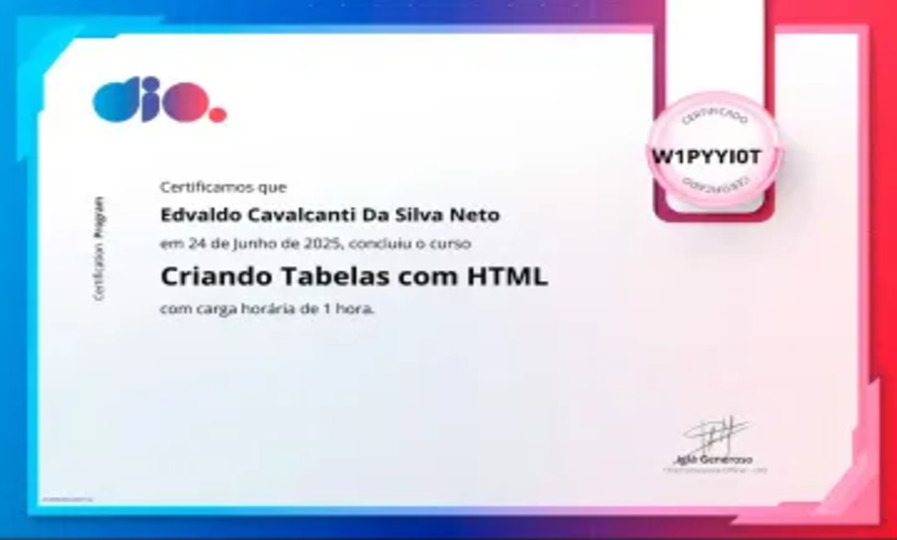 dio.
CERTIFICADO
W1PYYI0T
CERTIFICADO
Certification Program
Certificamos que
Edvaldo Cavalcanti Da Silva Neto
em 24 de Junho de 2025, concluiu o curso
Criando Tabelas com HTML
com carga horária de 1 hora.
Iglá Generoso